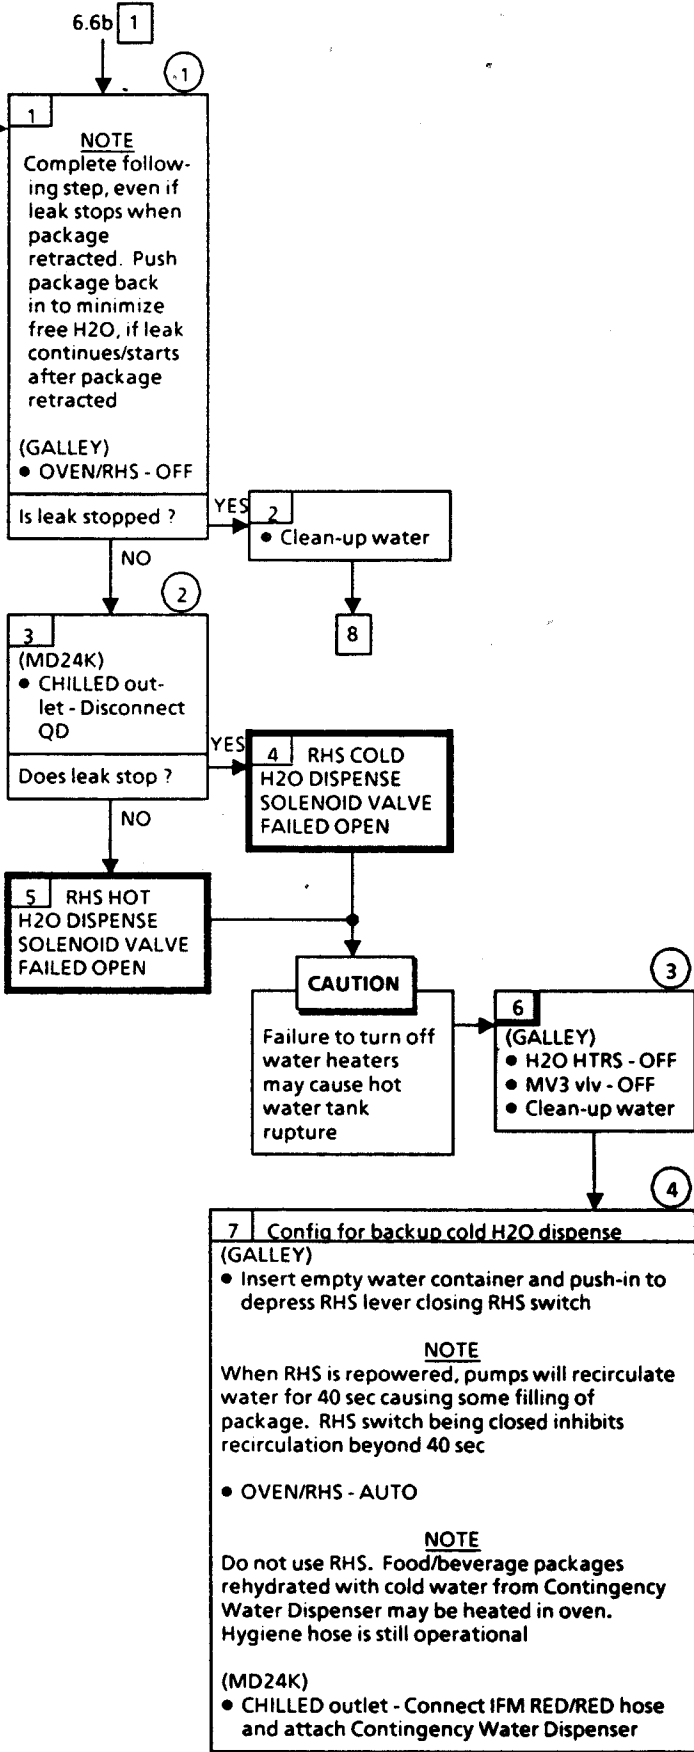 6.6b 1
1
1
NOTE
Complete follow-
ing step, even if
leak stops when
package
retracted. Push
package back
in to minimize
free H2O, if leak
continues/starts
after package
retracted
(GALLEY)
• OVEN/RHS - OFF
Is leak stopped ?
YES
2
• Clean-up water
8
NO
2
3
(MD24K)
• CHILLED out-
let - Disconnect
QD
Does leak stop ?
YES
4 RHS COLD
H2O DISPENSE
SOLENOID VALVE
FAILED OPEN
NO
5 RHS HOT
H2O DISPENSE
SOLENOID VALVE
FAILED OPEN
CAUTION
Failure to turn off
water heaters
may cause hot
water tank
rupture
3
6
(GALLEY)
• H2O HTRS - OFF
• MV3 vlv - OFF
• Clean-up water
4
7 Config for backup cold H2O dispense
(GALLEY)
• Insert empty water container and push-in to
depress RHS lever closing RHS switch
NOTE
When RHS is repowered, pumps will recirculate
water for 40 sec causing some filling of
package. RHS switch being closed inhibits
recirculation beyond 40 sec
• OVEN/RHS - AUTO
NOTE
Do not use RHS. Food/beverage packages
rehydrated with cold water from Contingency
Water Dispenser may be heated in oven.
Hygiene hose is still operational
(MD24K)
• CHILLED outlet - Connect IFM RED/RED hose
and attach Contingency Water Dispenser